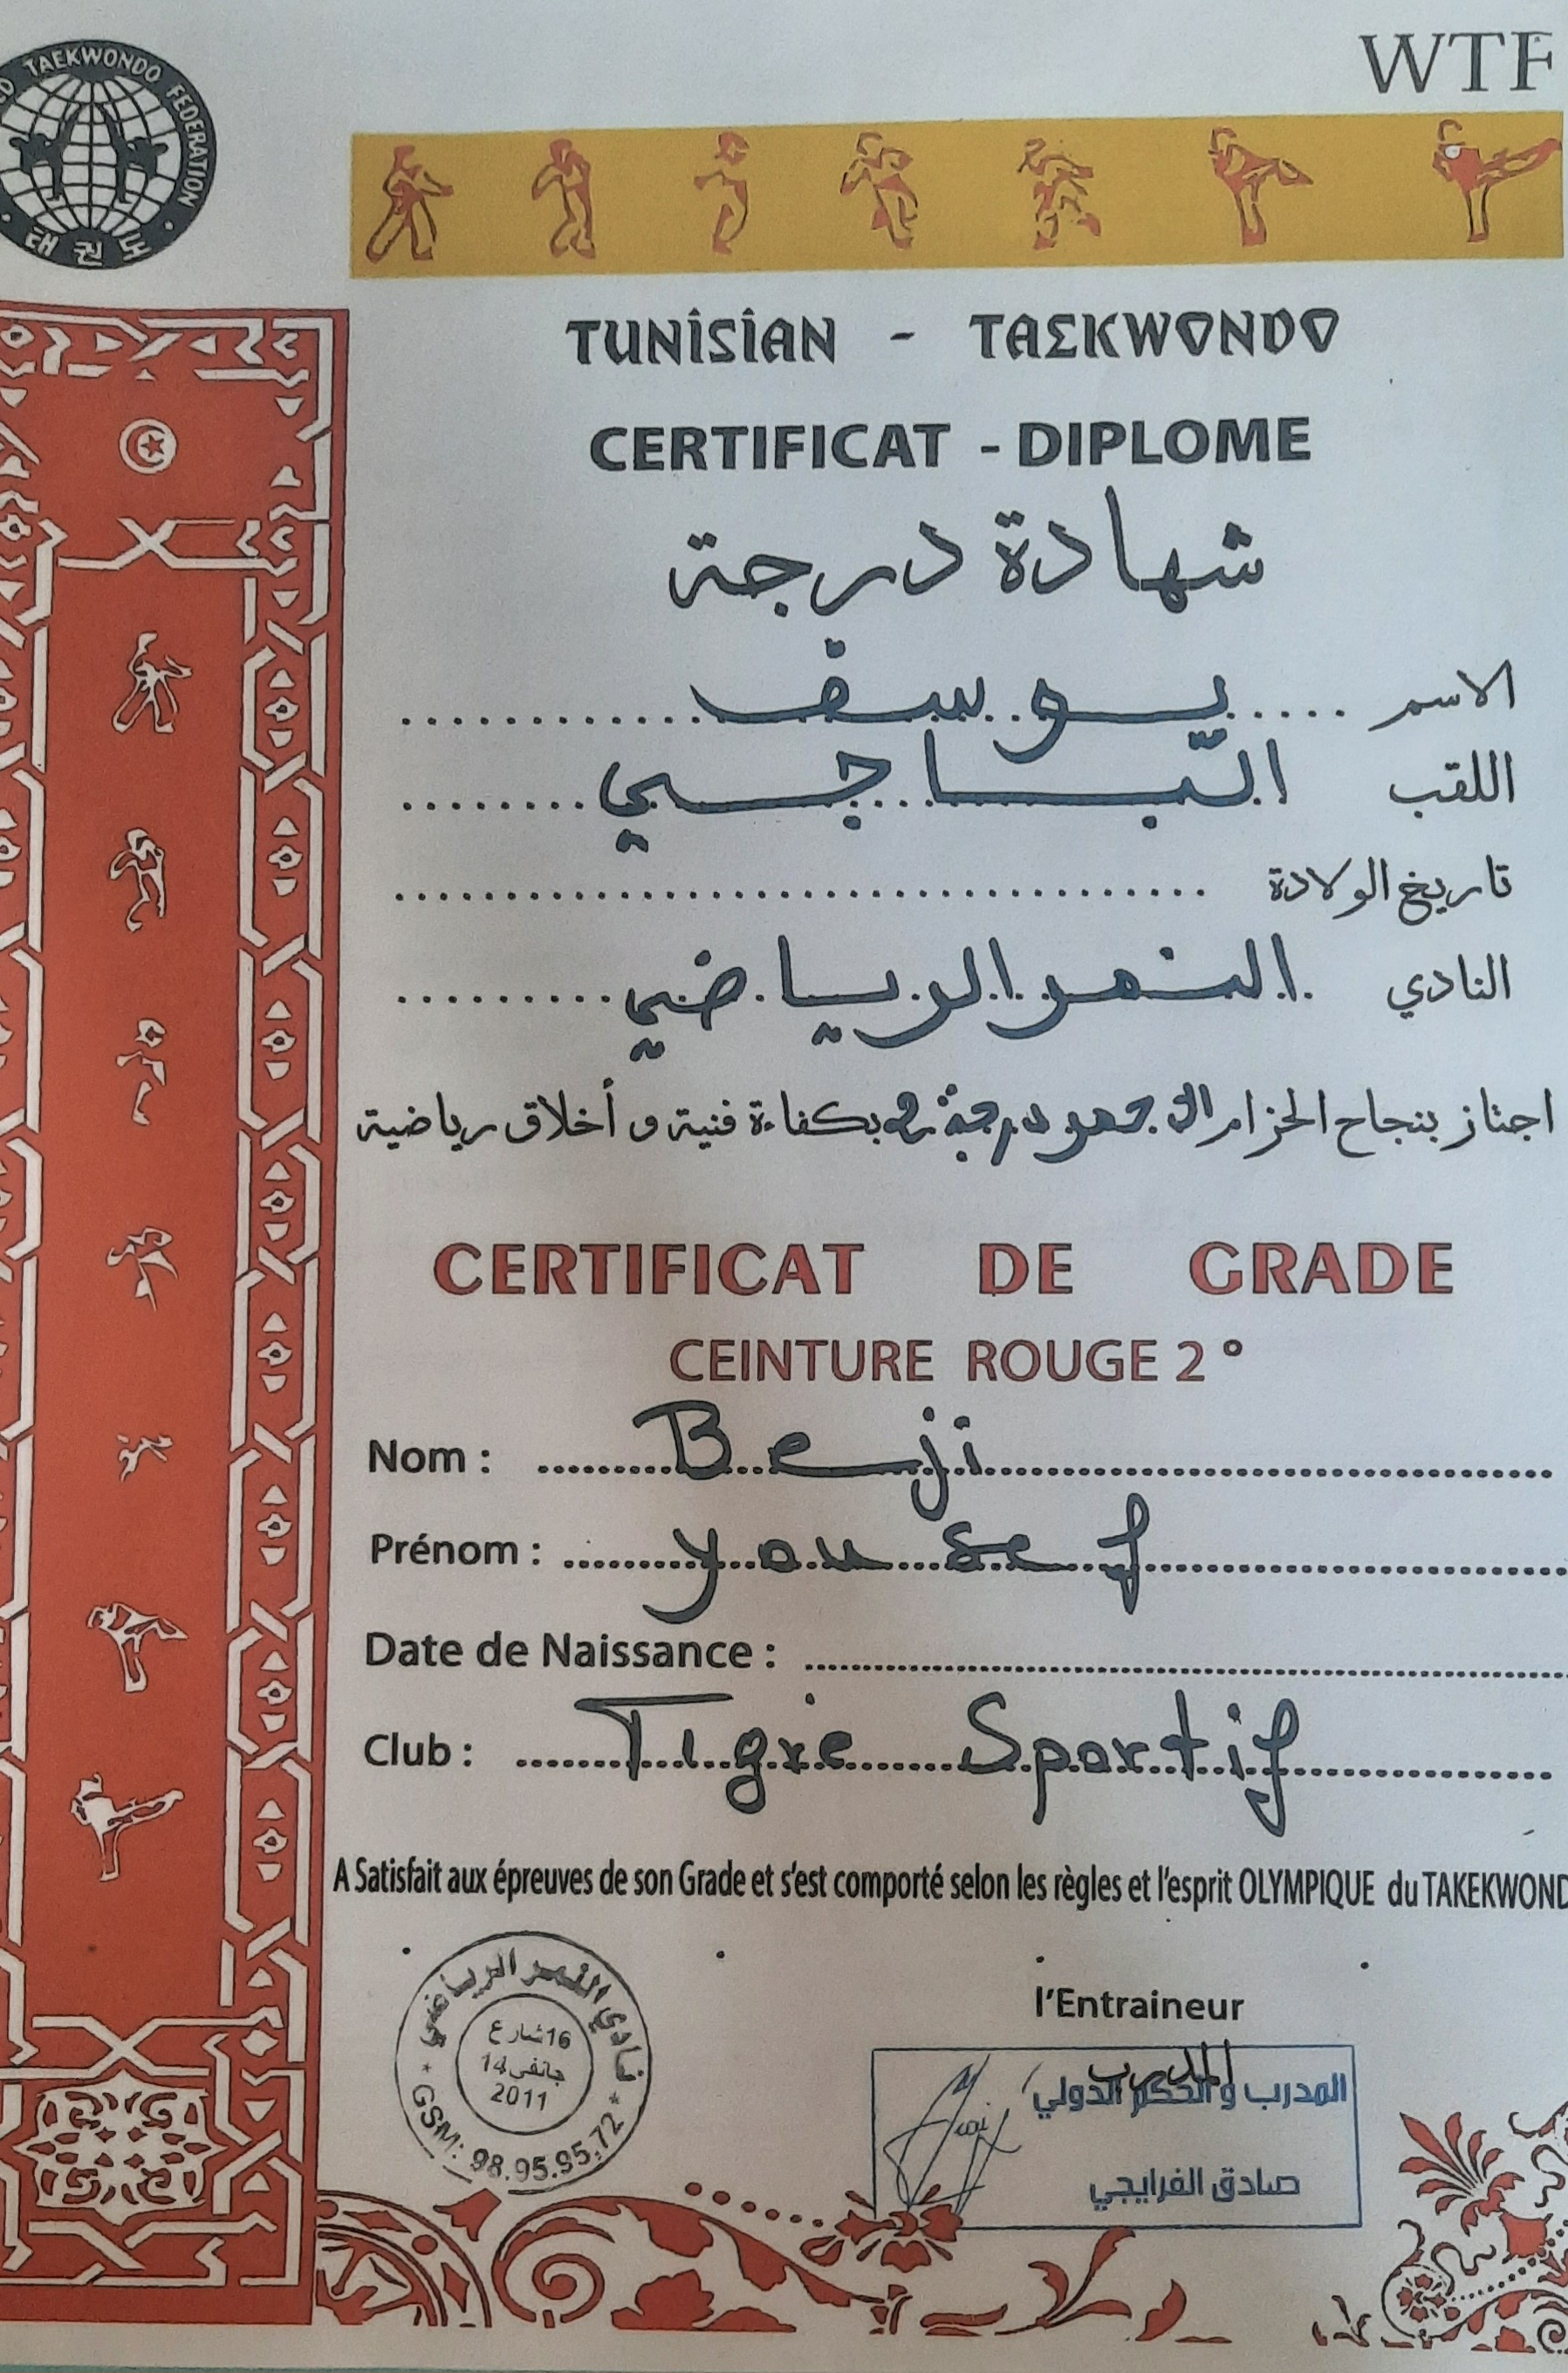 WTF
TAEKWONDO FEDERATION
태권도
TUNISIAN - TAEKWONDO
CERTIFICAT - DIPLOME
شهادة درجة
الاسم يوسف
اللقب الباجي
تاريخ الولادة
النادي النمر الرياضي
اجتاز بنجاح الحزام درجة بكفاءة فنية و أخلاق رياضية
CERTIFICAT DE GRADE
CEINTURE ROUGE 2°
Nom : Beji
Prénom : yousef
Date de Naissance :
Club : Tigre Sportif
A Satisfait aux épreuves de son Grade et s'est comporté selon les règles et l'esprit OLYMPIQUE du TAKEKWOND
l'Entraineur
المدرب
المدرب والحكم الدولي
صادق الفرايجي
نادي النمر الرياضي
16 شارع
14 جانفي
2011
GSM: 98.95.95.72